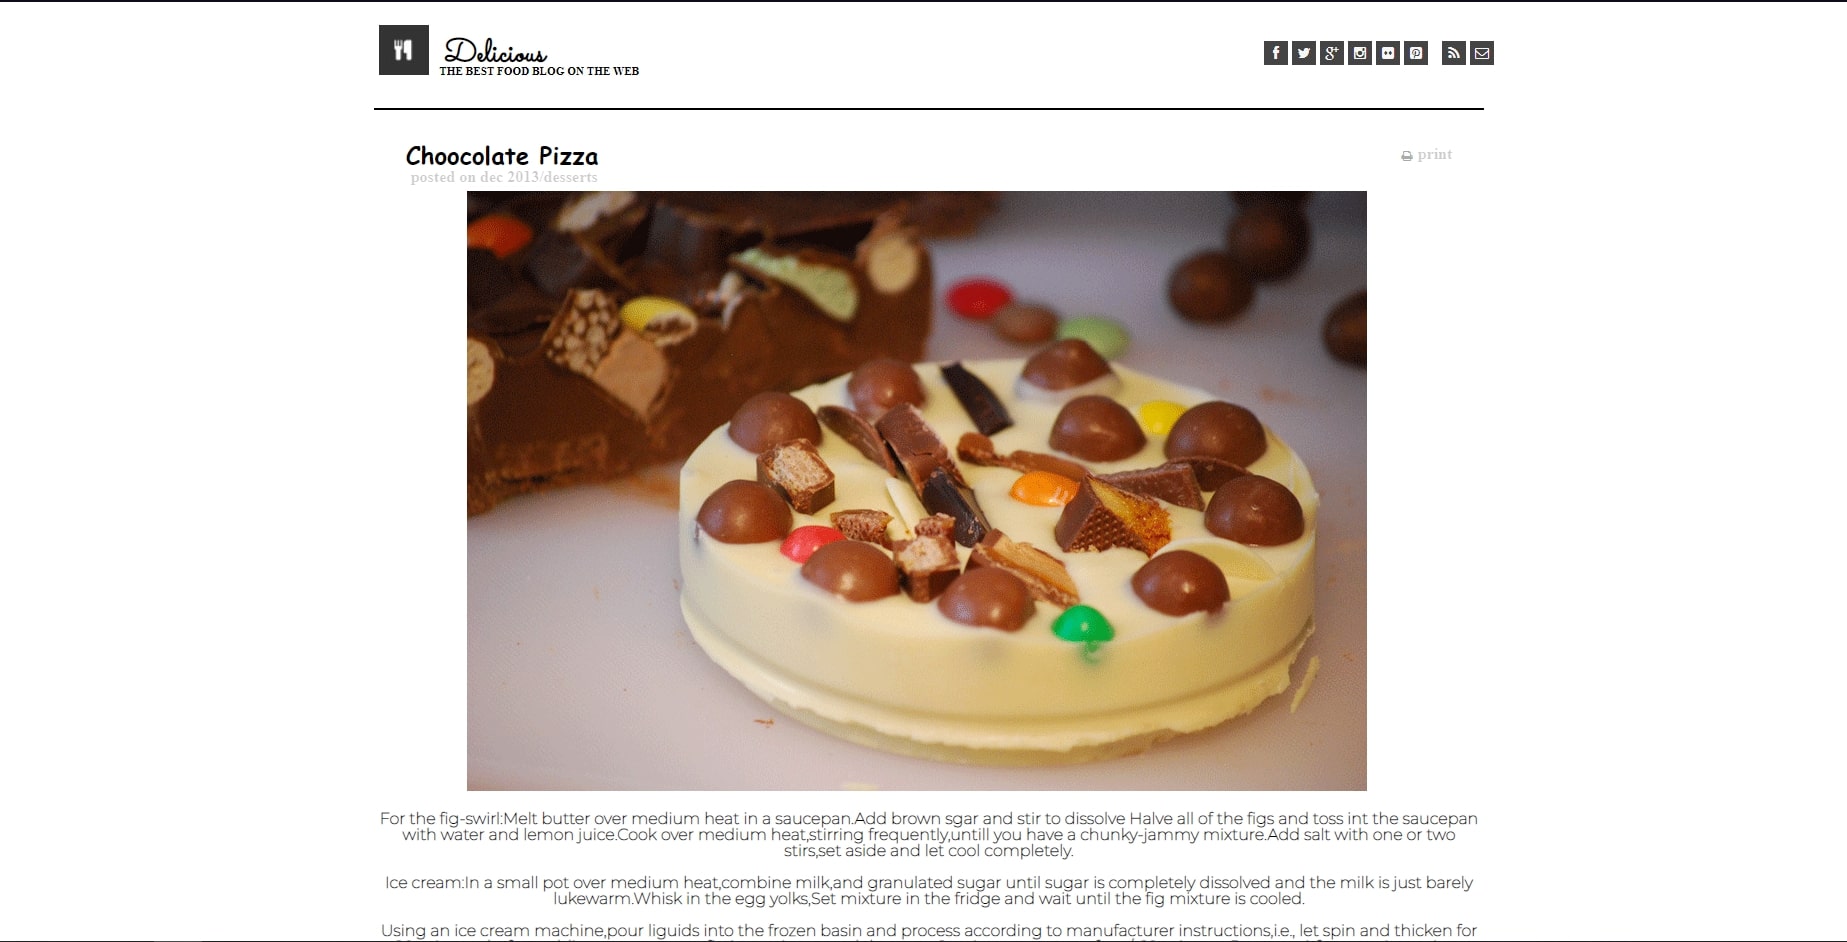 Delicious
THE BEST FOOD BLOG ON THE WEB
Choocolate Pizza
print
posted on dec 2013/desserts
For the fig-swirl:Melt butter over medium heat in a saucepan.Add brown sgar and stir to dissolve Halve all of the figs and toss int the saucepan
with water and lemon juice.Cook over medium heat,stirring frequently,untill you have a chunky-jammy mixture.Add salt with one or two
stirs,set aside and let cool completely.
Ice cream:In a small pot over medium heat,combine milk,and granulated sugar until sugar is completely dissolved and the milk is just barely
lukewarm.Whisk in the egg yolks,Set mixture in the fridge and wait until the fig mixture is cooled.
Using an ice cream machine,pour liquids into the frozen basin and process according to manufacturer instructions,i.e., let spin and thicken for